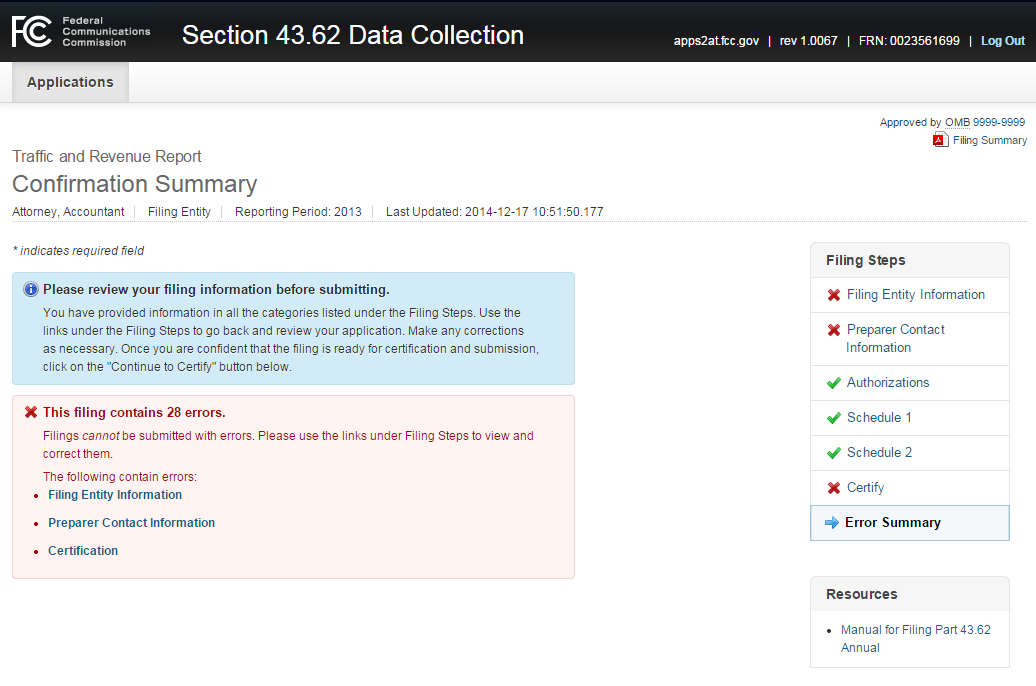 FCC Federal Communications Commission
Section 43.62 Data Collection
apps2at.fcc.gov | rev 1.0067 | FRN: 0023561699 | Log Out
Applications
Approved by OMB 9999-9999
Filing Summary
Traffic and Revenue Report
Confirmation Summary
Attorney, Accountant | Filing Entity | Reporting Period: 2013 | Last Updated: 2014-12-17 10:51:50.177
* indicates required field
Please review your filing information before submitting.
You have provided information in all the categories listed under the Filing Steps. Use the
links under the Filing Steps to go back and review your application. Make any corrections
as necessary. Once you are confident that the filing is ready for certification and submission,
click on the "Continue to Certify" button below.
This filing contains 28 errors.
Filings cannot be submitted with errors. Please use the links under Filing Steps to view and
correct them.
The following contain errors:
• Filing Entity Information
• Preparer Contact Information
• Certification
Filing Steps
Filing Entity Information
Preparer Contact
Information
Authorizations
Schedule 1
Schedule 2
Certify
Error Summary
Resources
• Manual for Filing Part 43.62
Annual